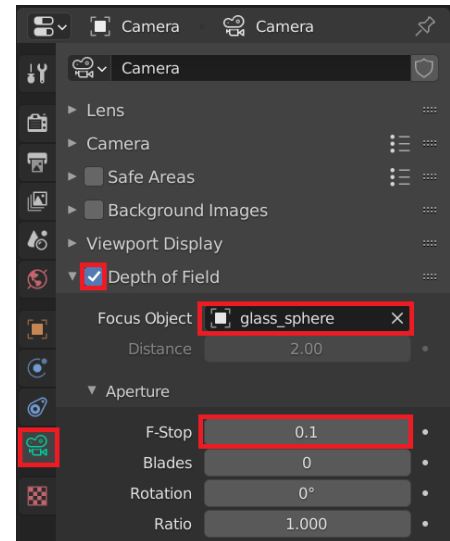 Camera Camera
Camera
Lens
Camera
Safe Areas
Background Images
Viewport Display
Depth of Field
Focus Object glass_sphere
Distance 2.00
Aperture
F-Stop 0.1
Blades 0
Rotation 0°
Ratio 1.000